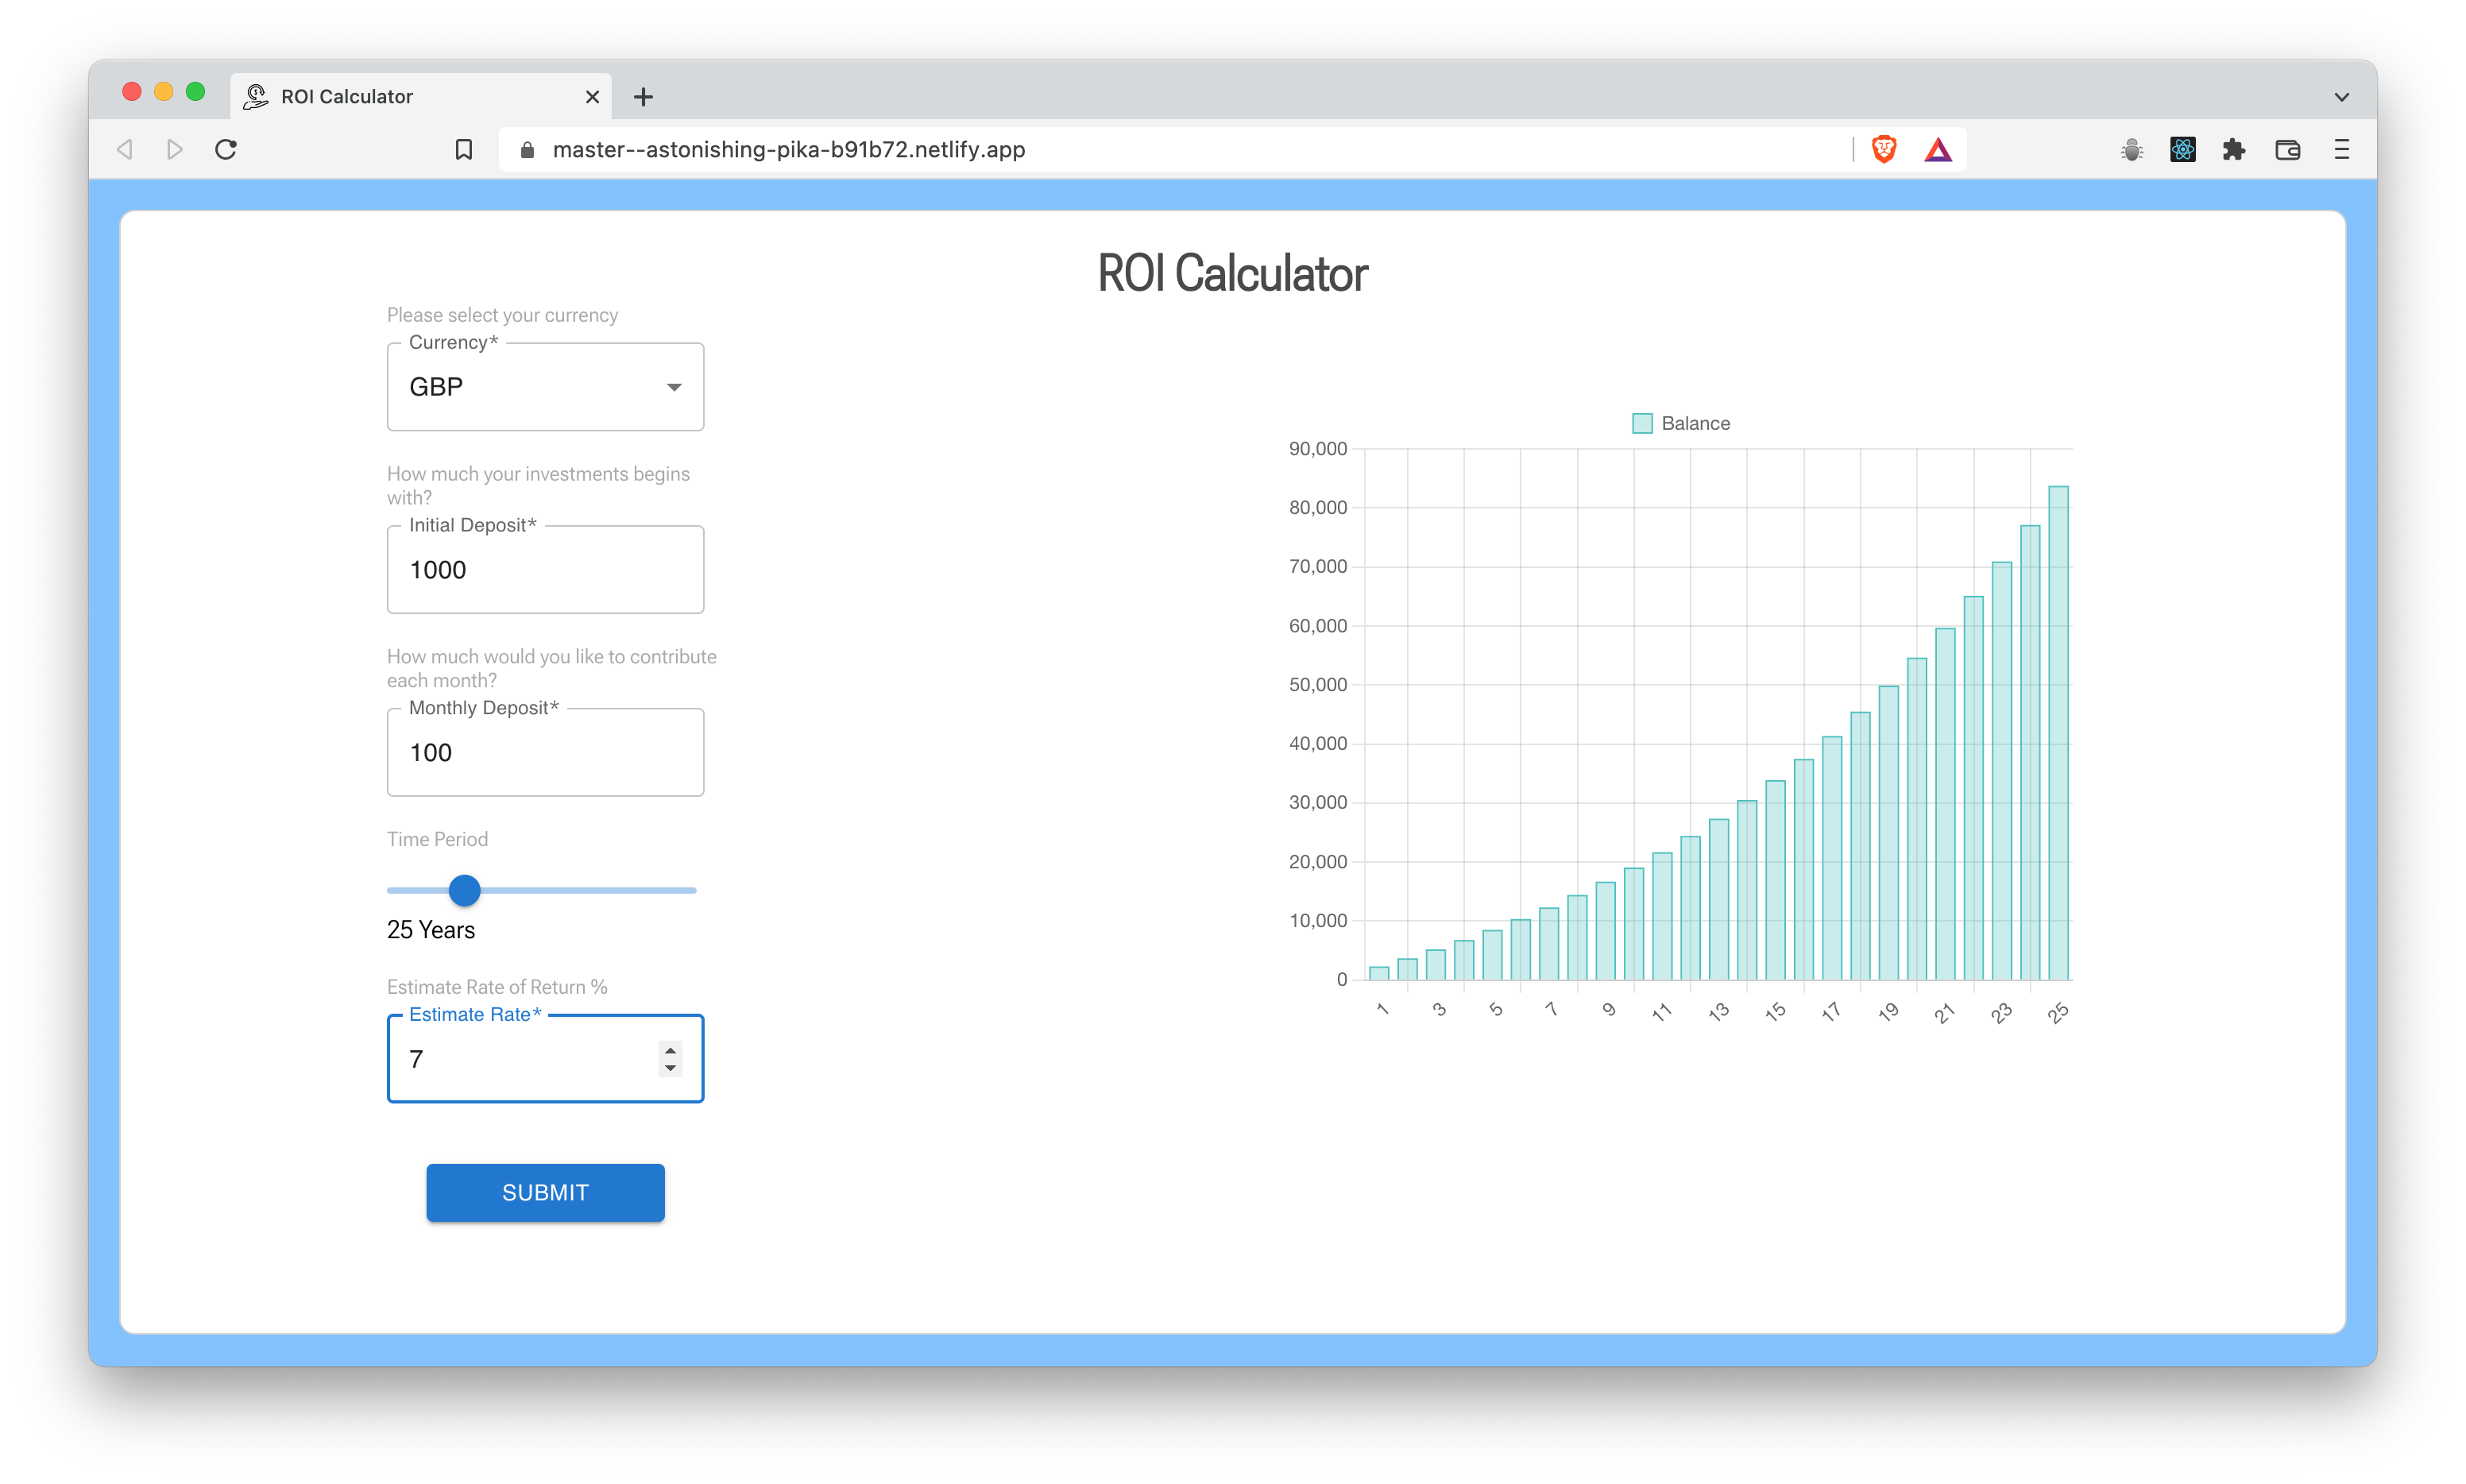 ROI Calculator
master--astonishing-pika-b91b72.netlify.app
ROI Calculator
Please select your currency
Currency*
GBP
How much your investments begins
with?
Initial Deposit*
1000
How much would you like to contribute
each month?
Monthly Deposit*
100
Time Period
25 Years
Estimate Rate of Return %
Estimate Rate*
7
SUBMIT
Balance
90,000
80,000
70,000
60,000
50,000
40,000
30,000
20,000
10,000
0
1 3 5 7 9 11 13 15 17 19 21 23 25